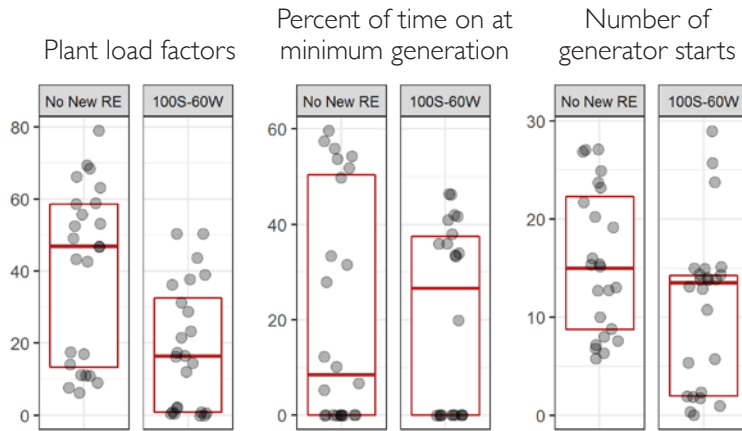 Plant load factors
Percent of time on at
minimum generation
Number of
generator starts
No New RE
100S-60W
No New RE
100S-60W
No New RE
100S-60W
80
60
40
20
0
60
40
20
0
30
20
10
0